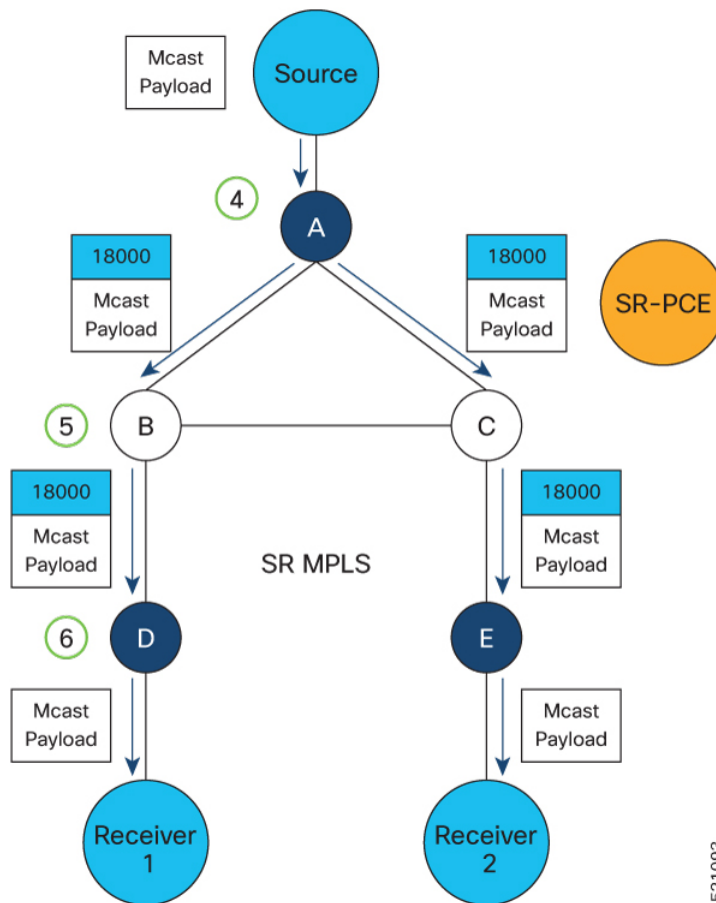 Mcast
Payload
Source
4
A
18000
Mcast
Payload
18000
Mcast
Payload
SR-PCE
5
B
C
18000
Mcast
Payload
SR MPLS
18000
Mcast
Payload
6
D
E
Mcast
Payload
Mcast
Payload
Receiver
1
Receiver
2